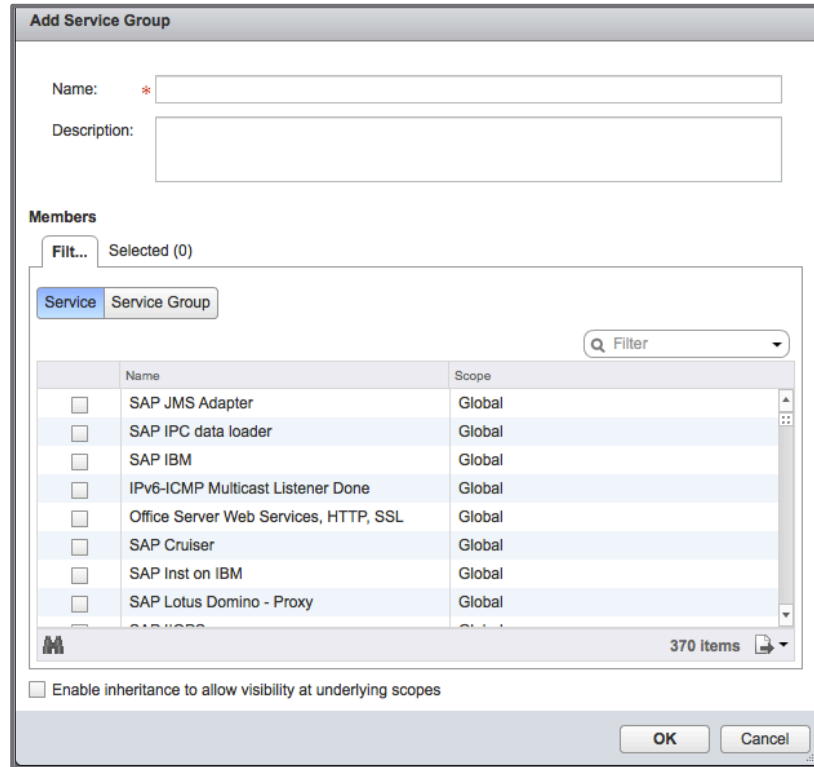 Add Service Group
Name: *
Description:
Members
Filt... Selected (0)
Service Service Group
Filter
Name Scope
SAP JMS Adapter Global
SAP IPC data loader Global
SAP IBM Global
IPv6-ICMP Multicast Listener Done Global
Office Server Web Services, HTTP, SSL Global
SAP Cruiser Global
SAP Inst on IBM Global
SAP Lotus Domino - Proxy Global
370 items
Enable inheritance to allow visibility at underlying scopes
OK Cancel